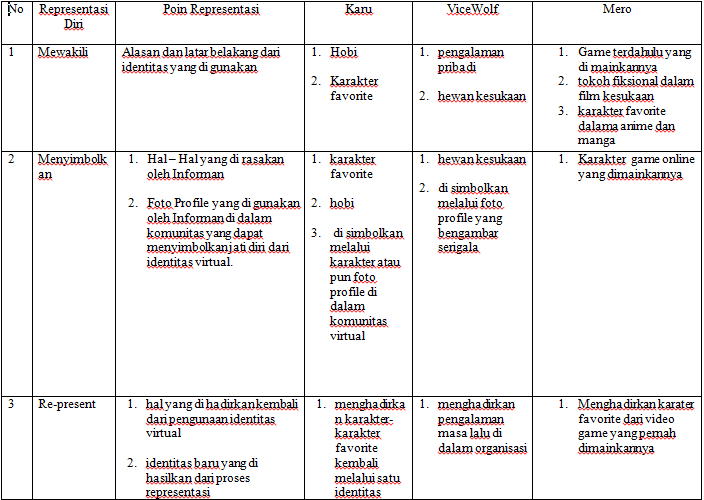 No Representasi Poin Representasi Karu ViceWolf Mero
Diri
1 Mewakili
Alasan dan latar belakang dari
identitas yang di gunakan
1. Hobi
2. Karakter
favorite
1. pengalaman
pribadi
2. hewan kesukaan
1. Game terdahulu yang
di mainkannya
2. tokoh fiksional dalam
film kesukaan
3. karakter favorite
dalama anime dan
manga
2 Menyimbolk
an
1. Hal – Hal yang di rasakan
oleh Informan
2. Foto Profile yang di gunakan
oleh Informan di dalam
komunitas yang dapat
menyimbolkan jati diri dari
identitas virtual.
1. karakter
favorite
2. hobi
3. di simbolkan
melalui
karakter atau
pun foto
profile di
dalam
komunitas
virtual
1. hewan kesukaan
2. di simbolkan
melalui foto
profile yang
bengambar
serigala
1. Karakter game online
yang dimainkannya
3 Re-present
1. hal yang di hadirkan kembali
dari pengunaan identitas
virtual
2. identitas baru yang di
hasilkan dari proses
representasi
1. menghadirka
n karakter-
karakter
favorite
kembali
melalui satu
identitas
1. menghadirkan
pengalaman
masa lalu di
dalam organisasi
1. Menghadirkan karater
favorite dari video
game yang pernah
dimainkannya